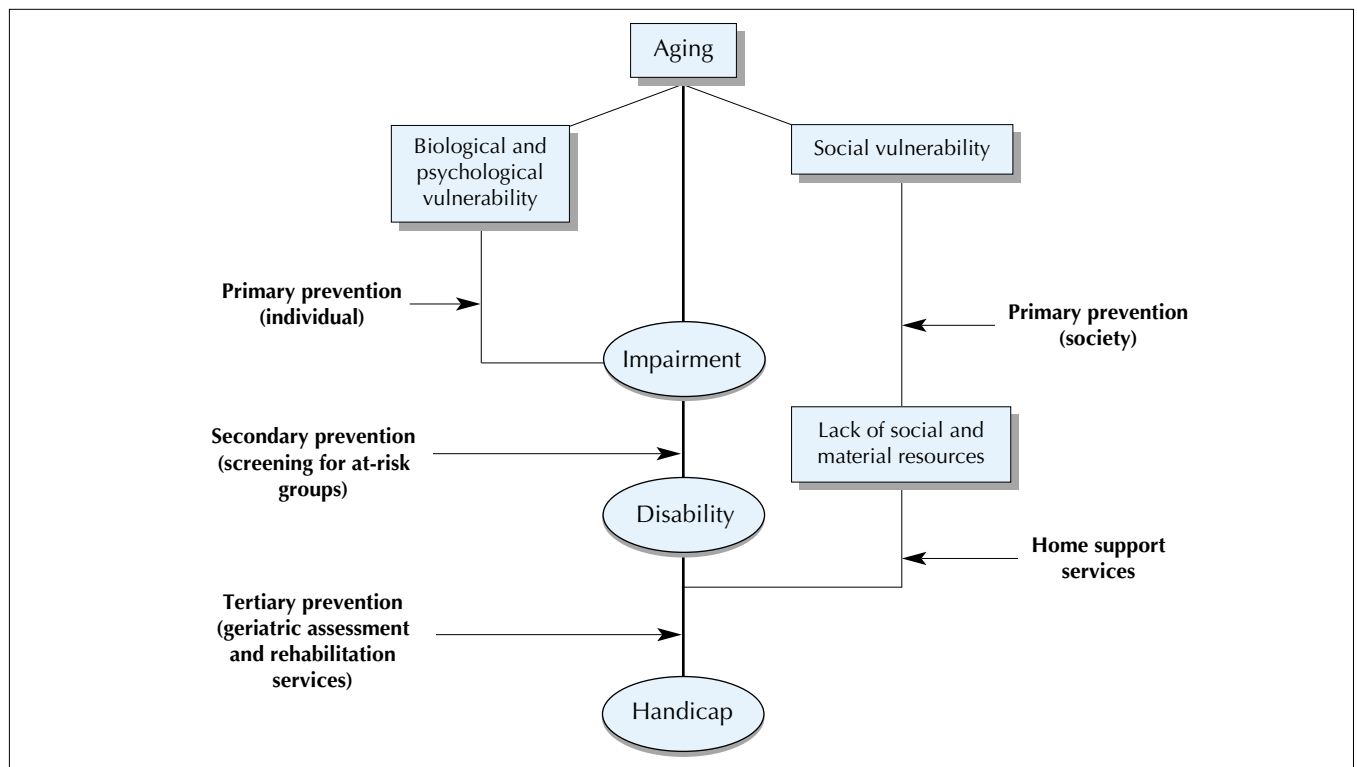 Aging
Biological and
psychological
vulnerability
Social vulnerability
Primary prevention
(individual)
Primary prevention
(society)
Impairment
Lack of social and
material resources
Secondary prevention
(screening for at-risk
groups)
Disability
Home support
services
Tertiary prevention
(geriatric assessment
and rehabilitation
services)
Handicap